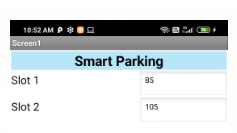 10:52 AM
Screen1
Smart Parking
Slot 1 85
Slot 2 105